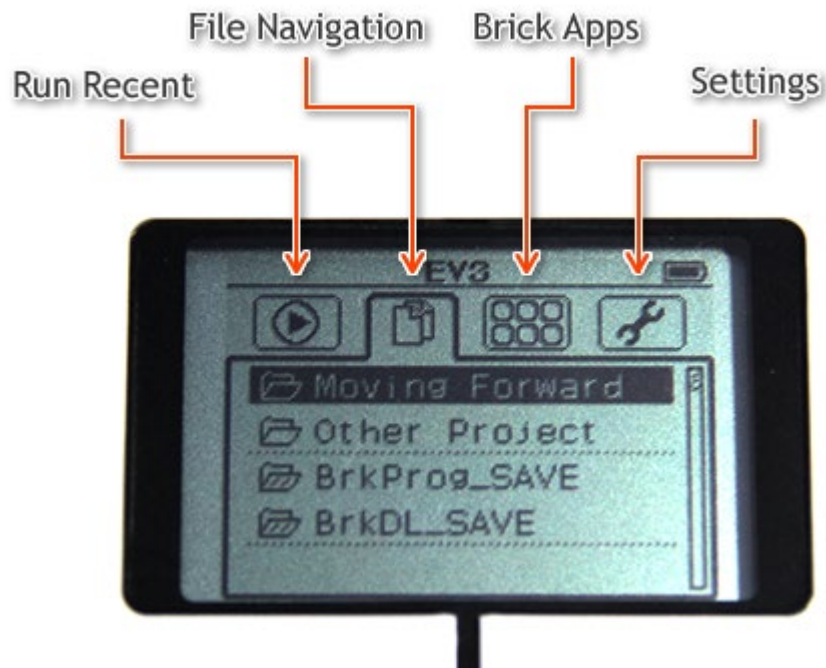 File Navigation Brick Apps
Run Recent Settings
EV3
Moving Forward
Other Project
BrkProg_SAVE
BrkDL_SAVE